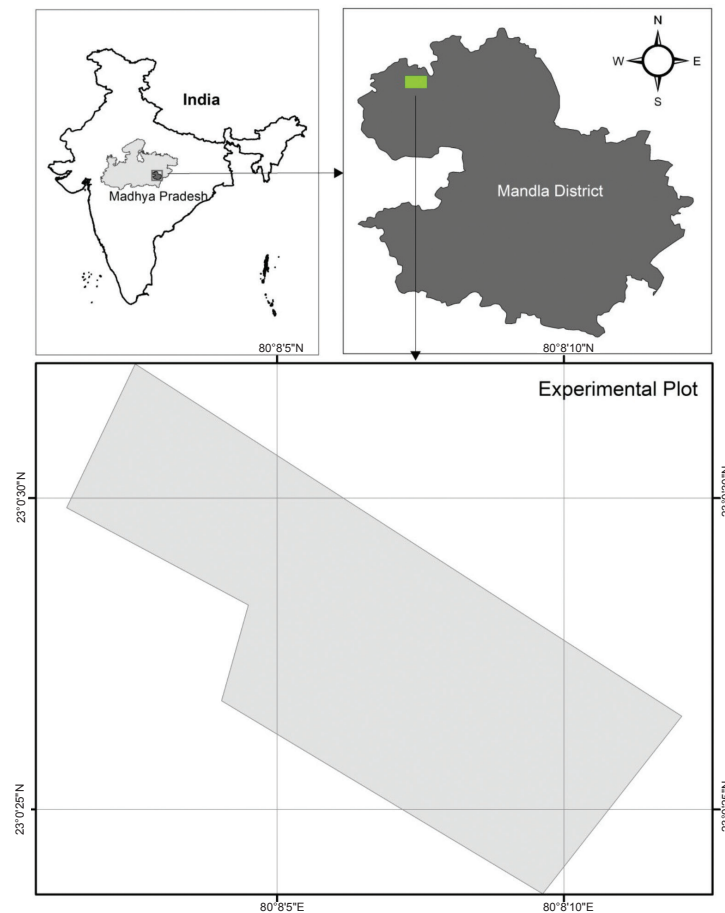 India
Madhya Pradesh
N
W E
S
Mandla District
80°8'5"N 80°8'10"N
Experimental Plot
23°0'30"N
23°0'25"N
80°8'5"E 80°8'10"E